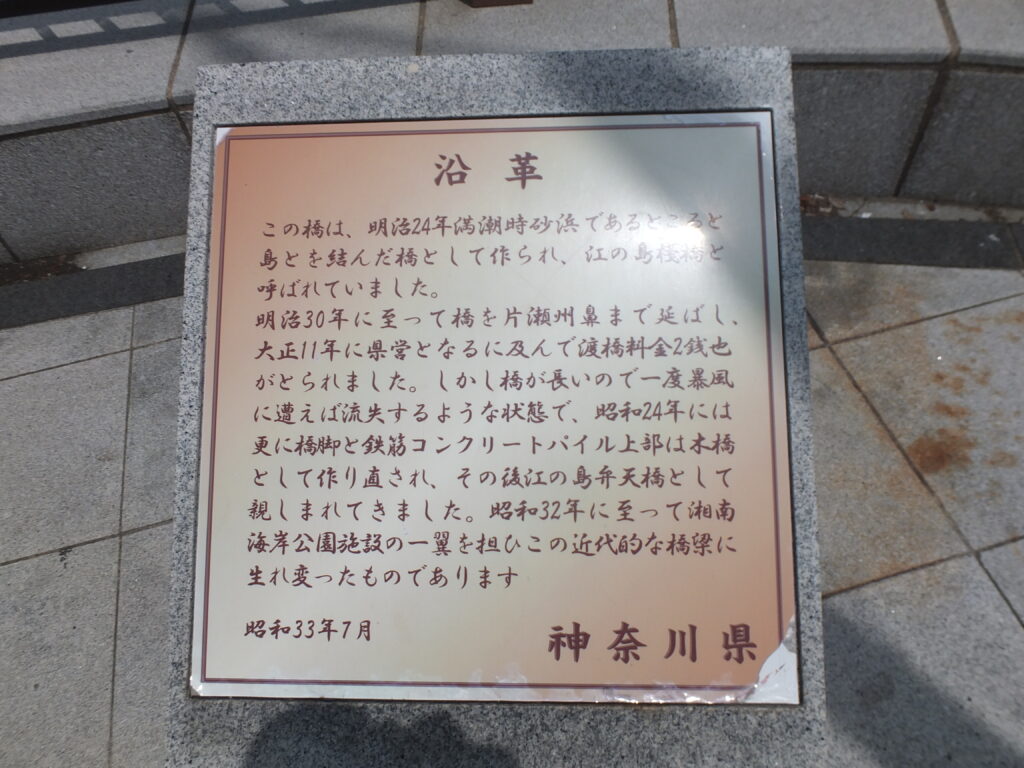 沿革
この橋は、明治24年満潮時砂浜であるところと
島とを結んだ橋として作られ、江の島桟橋と
呼ばれていました。
明治30年に至って橋を片瀬州鼻まで延ばし、
大正11年に県営となるに及んで渡橋料金2銭也
がとられました。しかし橋が長いので一度暴風
に遭えば流失するような状態で、昭和24年には
更に橋脚と鉄筋コンクリートパイル上部は木橋
として作り直され、その後江の島弁天橋として
親しまれてきました。昭和32年に至って湘南
海岸公園施設の一翼を担ひこの近代的な橋梁に
生れ変ったものであります
昭和33年7月
神奈川県